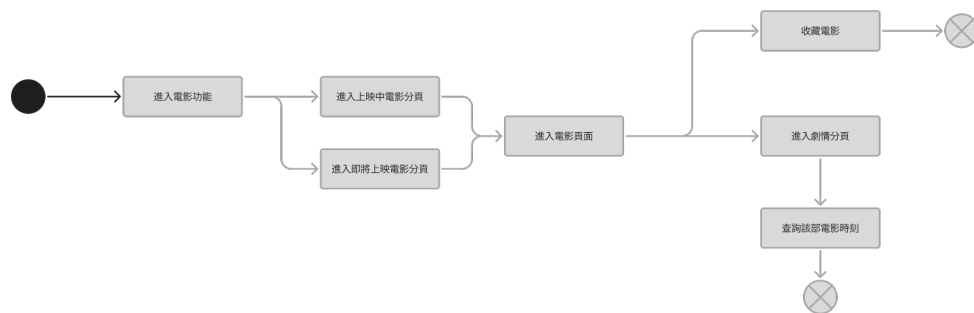 收藏電影
進入電影功能
進入上映中電影分頁
進入電影頁面
進入劇情分頁
進入即將上映電影分頁
查詢該部電影時刻